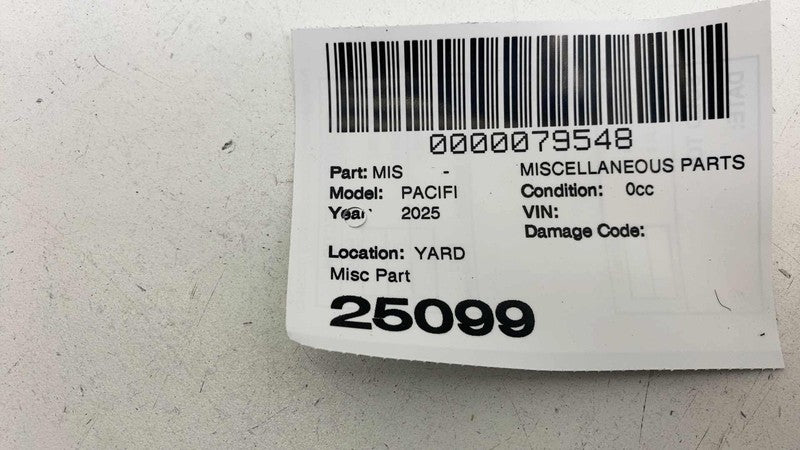 0000079548
Part: MIS - MISCELLANEOUS PARTS
Model: PACIFI Condition: 0cc
Year 2025 VIN:
Damage Code:
Location: YARD
Misc Part
25099